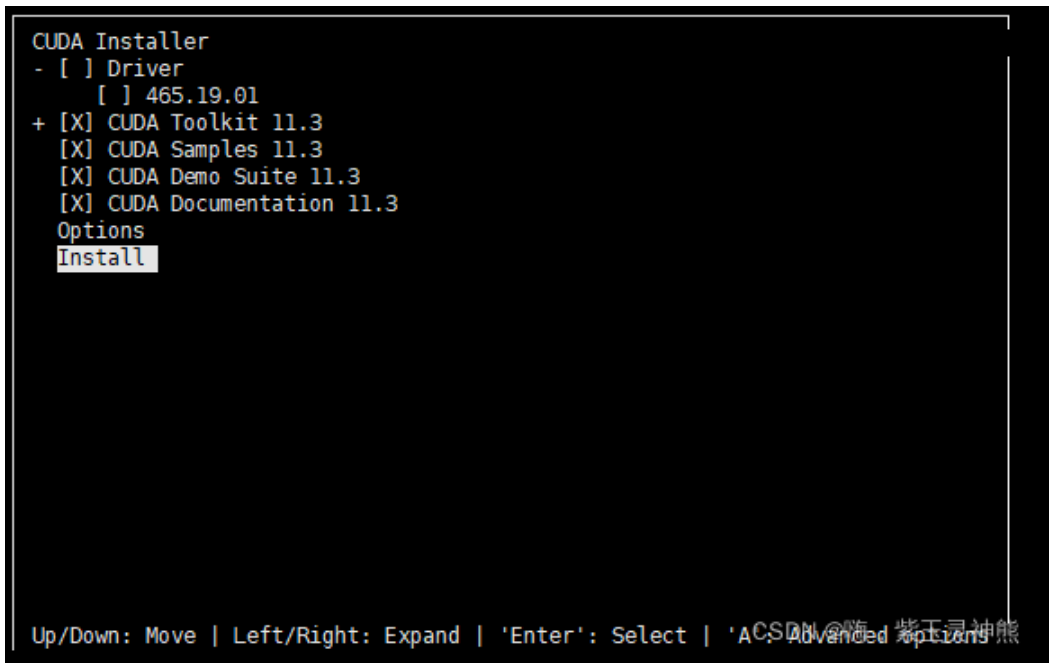 CUDA Installer
- [ ] Driver
[ ] 465.19.01
+ [X] CUDA Toolkit 11.3
[X] CUDA Samples 11.3
[X] CUDA Demo Suite 11.3
[X] CUDA Documentation 11.3
Options
Install
Up/Down: Move | Left/Right: Expand | 'Enter': Select | 'A': Advanced options
CSDN @嗨,紫玉灵神熊